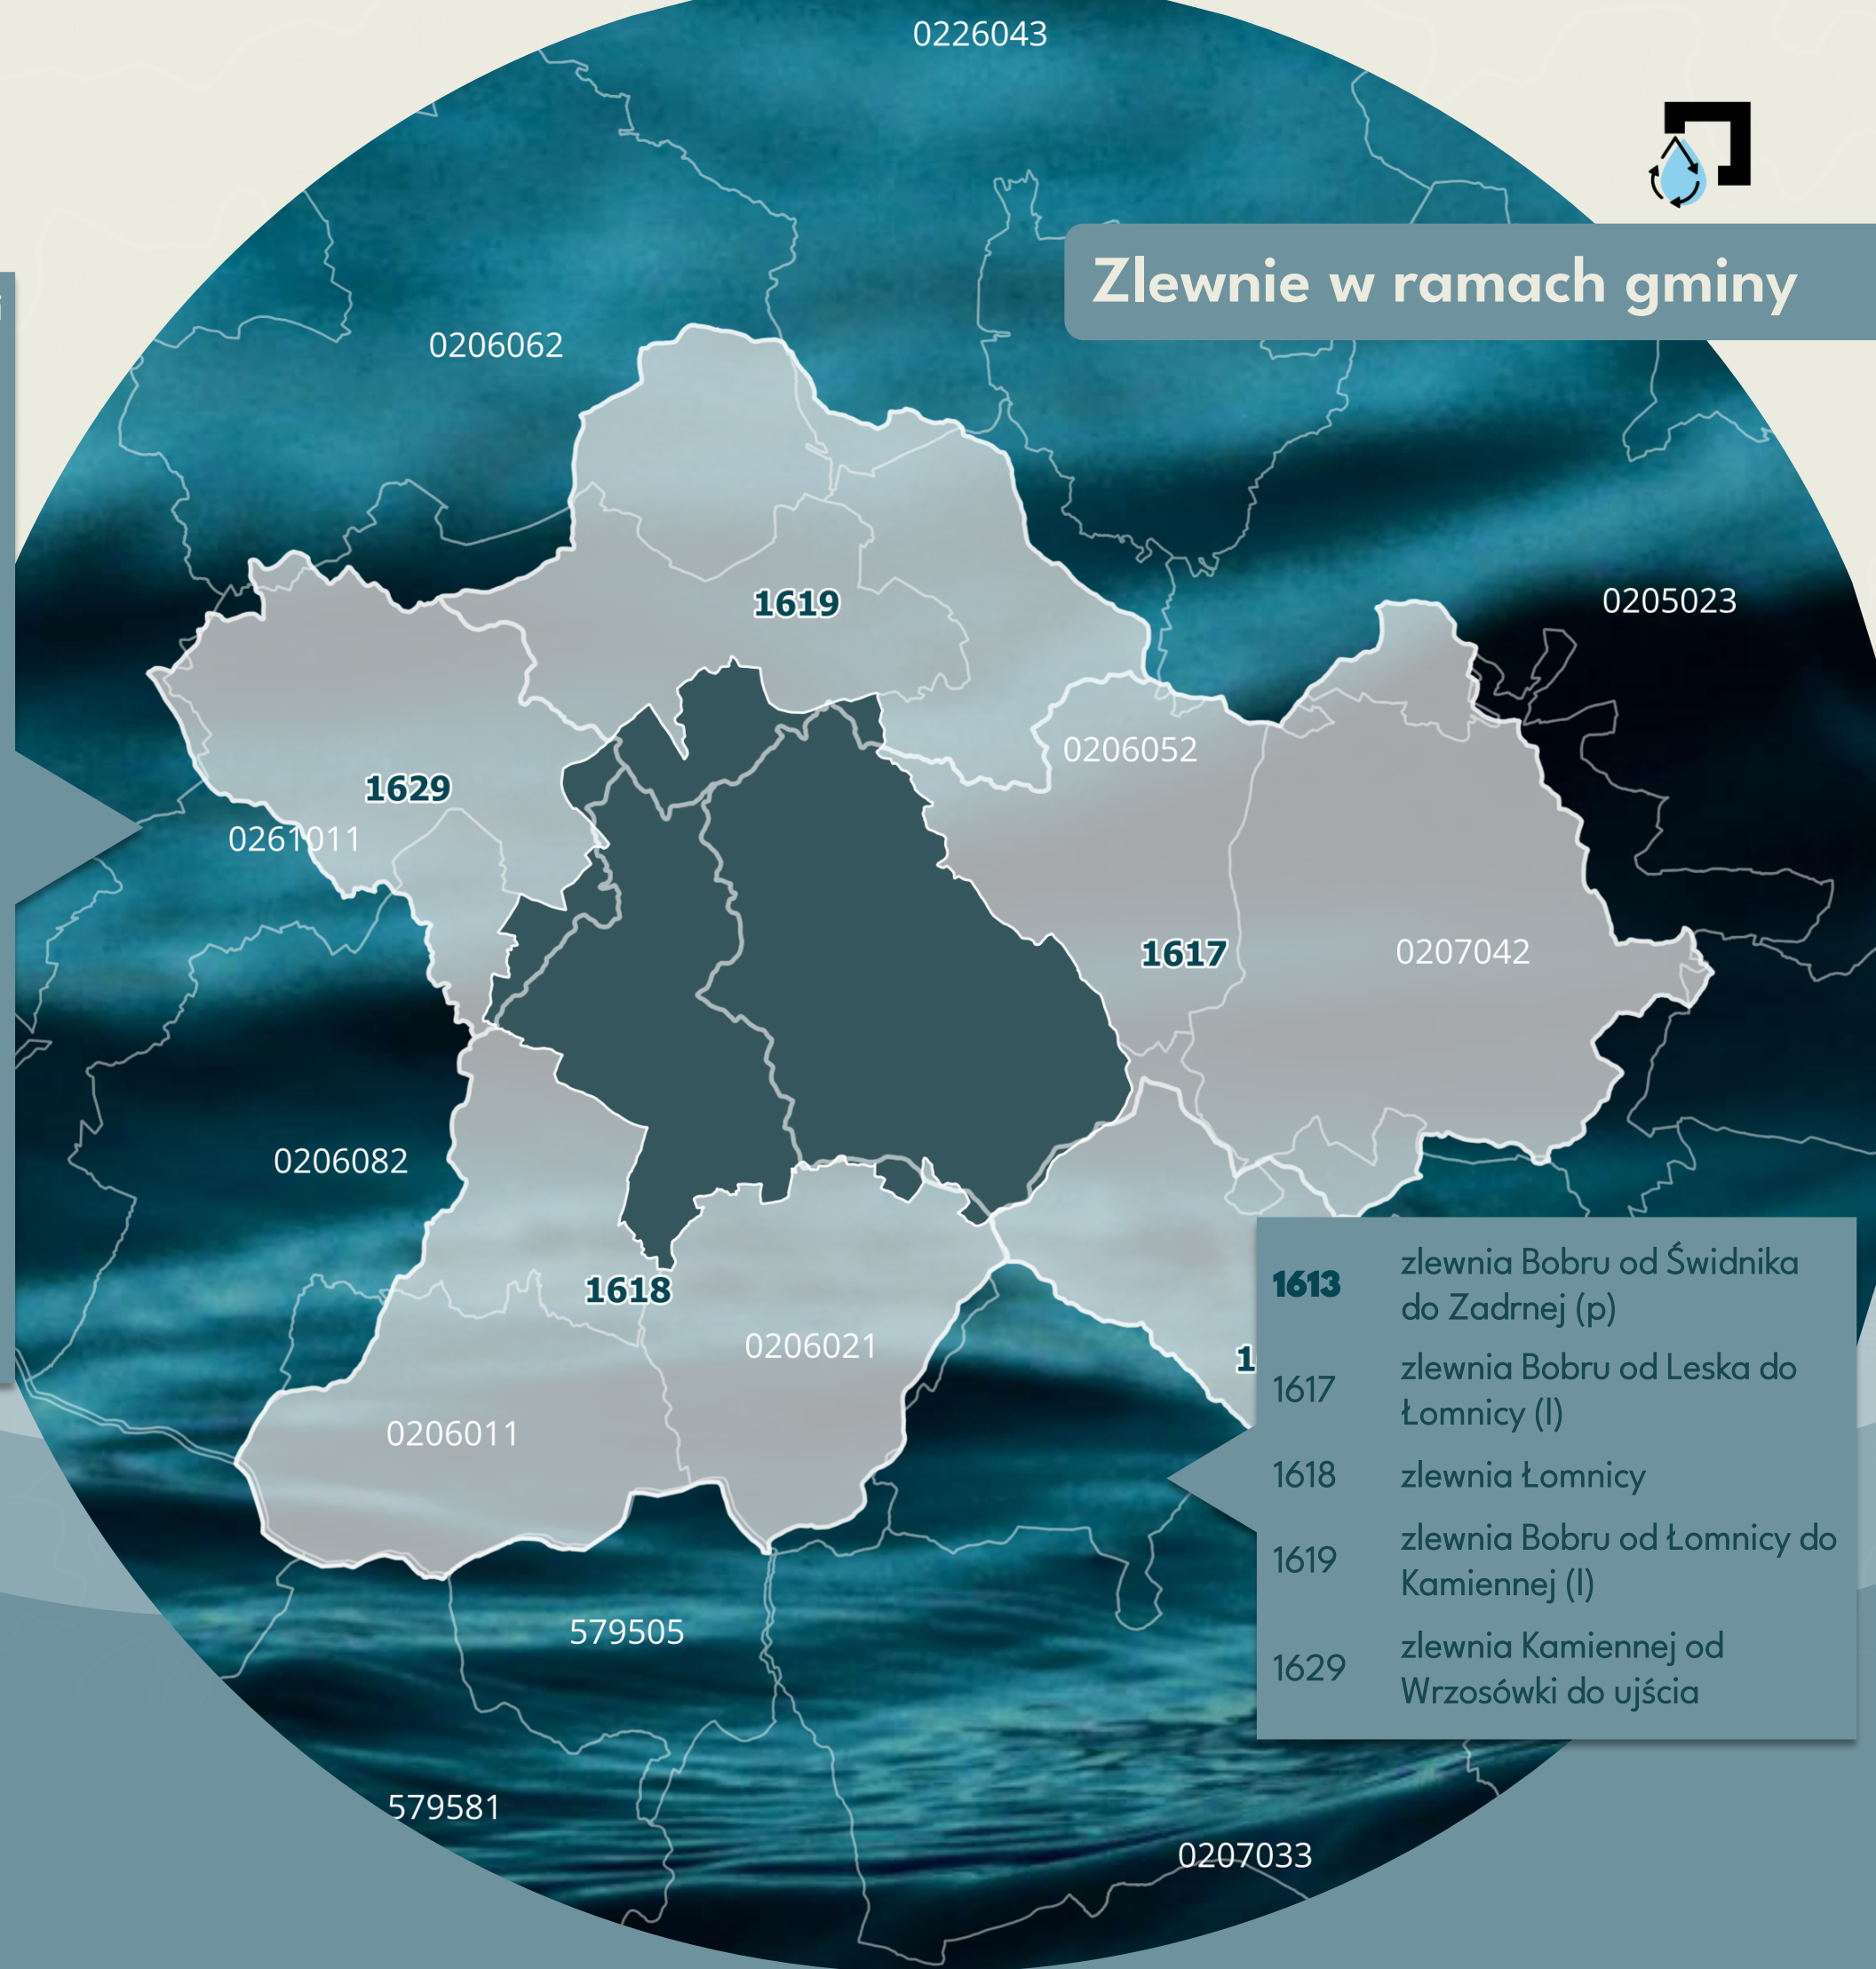 0226043
Zlewnie w ramach gminy
i
0206062
1619
0205023
0206052
1629
0261011
1617
0207042
0206082
1618
0206021
0206011
1
579505
579581
0207033
1613 zlewnia Bobru od Świdnika
do Zadrnej (p)
1617 zlewnia Bobru od Leska do
Łomnicy (l)
1618 zlewnia Łomnicy
1619 zlewnia Bobru od Łomnicy do
Kamiennej (l)
1629 zlewnia Kamiennej od
Wrzosówki do ujścia